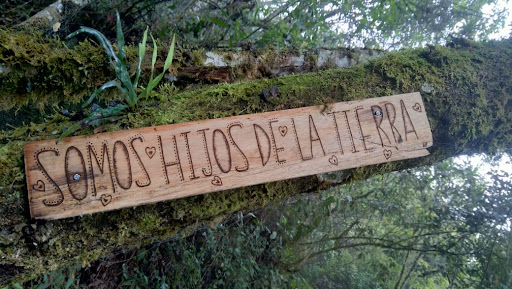 SOMOS HIJOS DE LA TIERRA